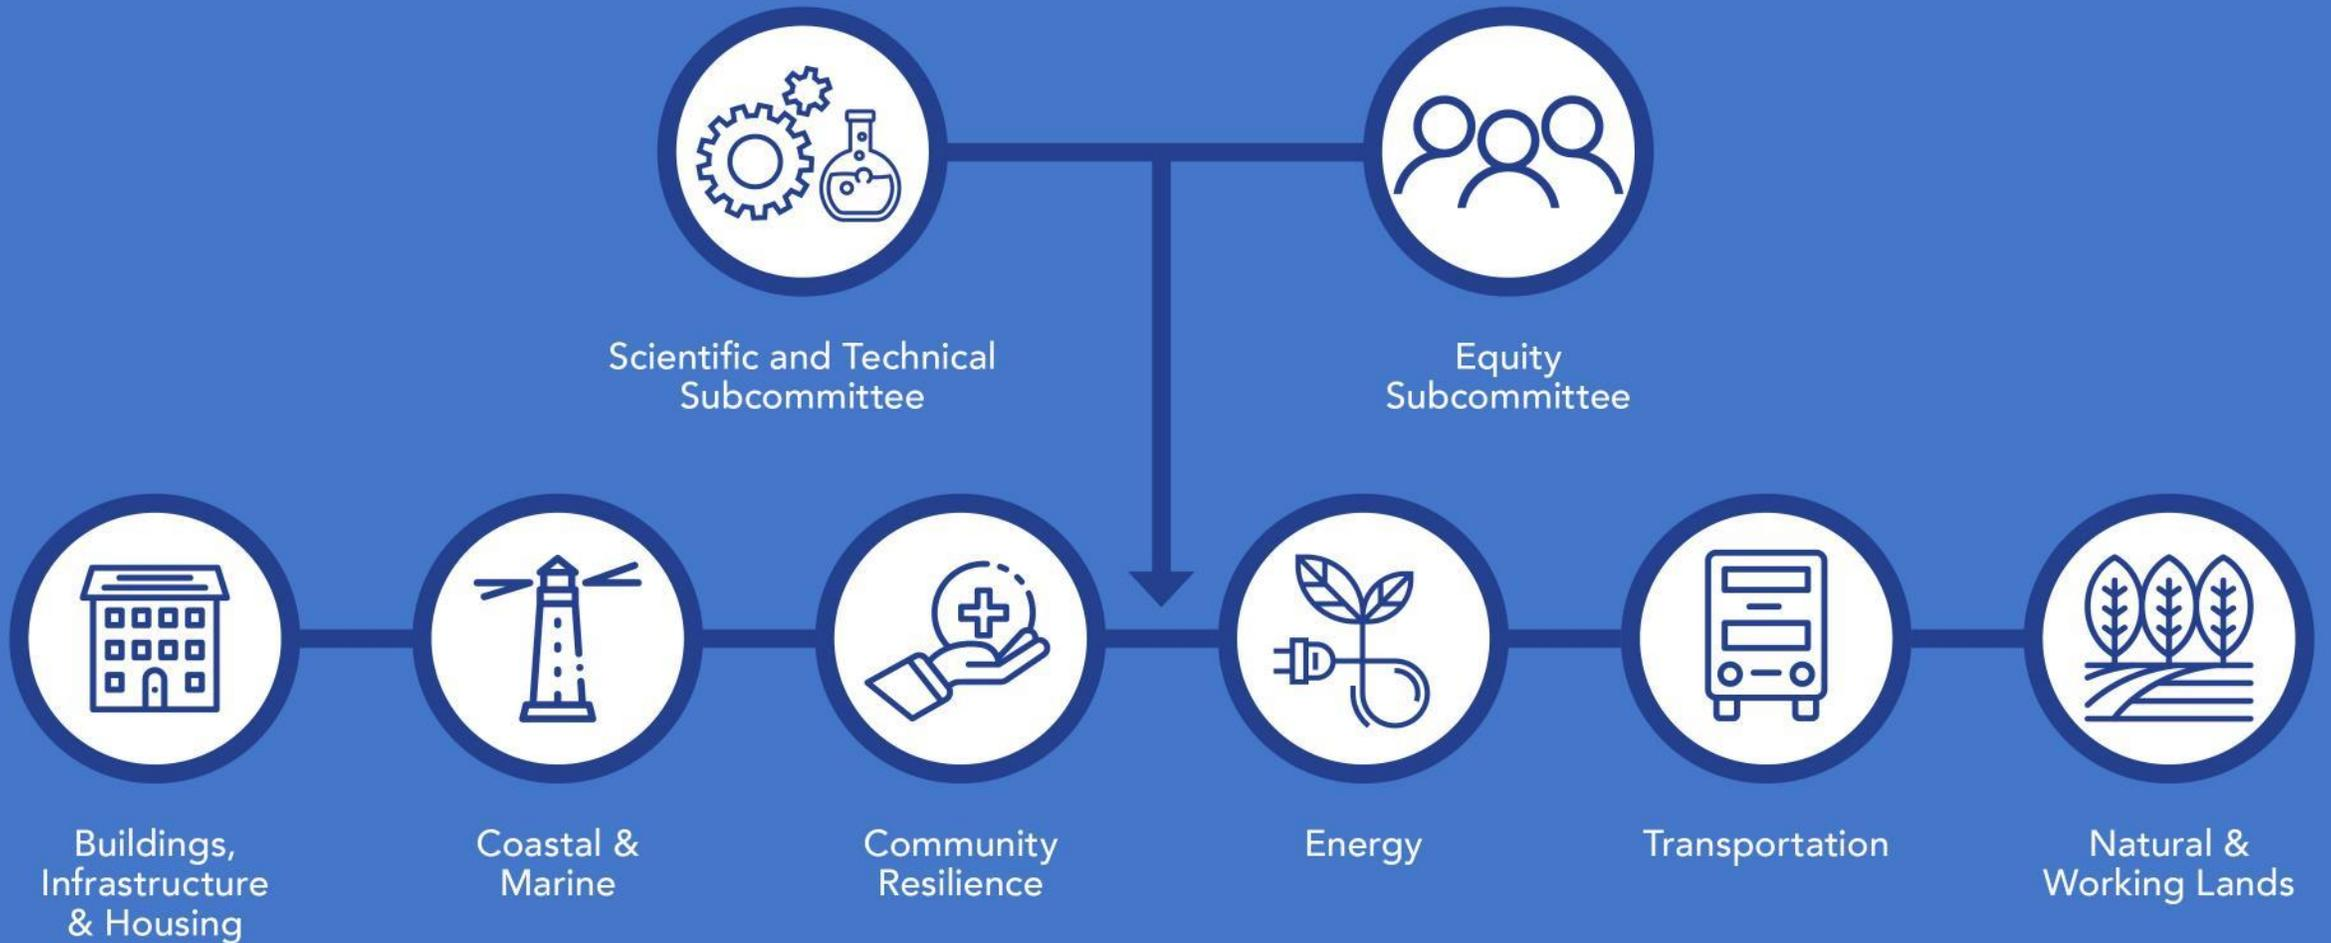 Scientific and Technical
Subcommittee
Equity
Subcommittee
Buildings,
Infrastructure
& Housing
Coastal &
Marine
Community
Resilience
Energy
Transportation
Natural &
Working Lands